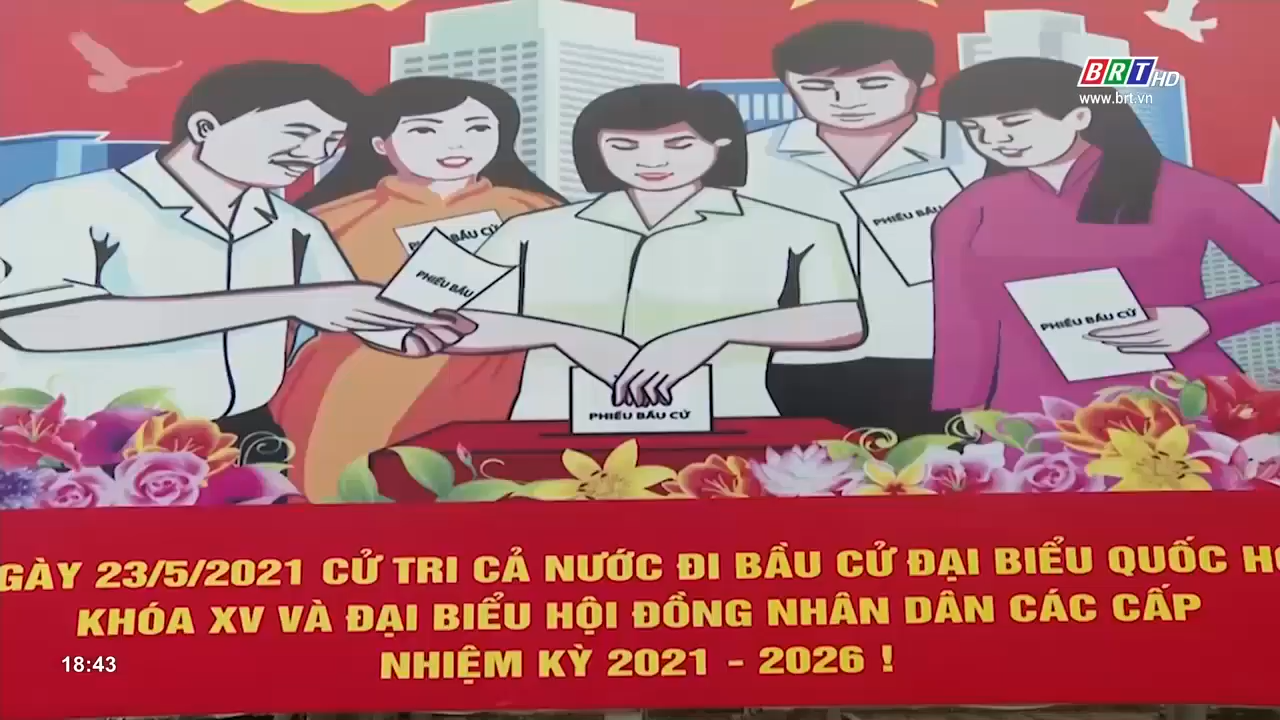 BRT HD
www.brt.vn
PHIẾU BẦU
BẦU CỬ
PHIẾU BẦU
PHIẾU BẦU CỬ
PHIẾU BẦU CỬ
GÀY 23/5/2021 CỬ TRI CẢ NƯỚC ĐI BẦU CỬ ĐẠI BIỂU QUỐC H
KHÓA XV VÀ ĐẠI BIỂU HỘI ĐỒNG NHÂN DÂN CÁC CẤP
NHIỆM KỲ 2021 - 2026 !
18:43